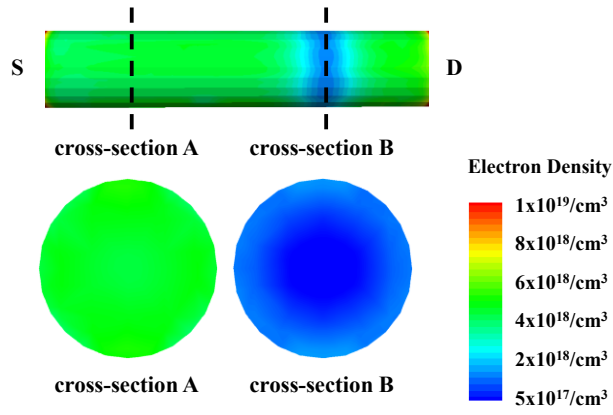 S
D
cross-section A
cross-section B
Electron Density
1x10¹⁹/cm³
8x10¹⁸/cm³
6x10¹⁸/cm³
4x10¹⁸/cm³
2x10¹⁸/cm³
5x10¹⁷/cm³
cross-section A
cross-section B